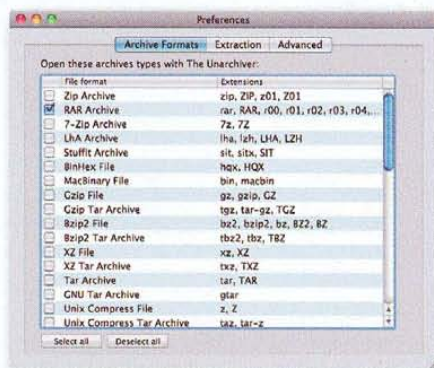 Preferences
Archive Formats Extraction Advanced
Open these archives types with The Unarchiver:
File format Extensions
Zip Archive zip, ZIP, z01, Z01
RAR Archive rar, RAR, r00, r01, r02, r03, r04,...
7-Zip Archive 7z, 7Z
LhA Archive lha, lzh, LHA, LZH
StuffIt Archive sit, sitx, SIT
BinHex File hqx, HQX
MacBinary File bin, macbin
Gzip File gz, gzip, GZ
Gzip Tar Archive tgz, tar-gz, TGZ
Bzip2 File bz2, bzip2, bz, BZ2, BZ
Bzip2 Tar Archive tbz2, tbz, TBZ
XZ File xz, XZ
XZ Tar Archive txz, TXZ
Tar Archive tar, TAR
GNU Tar Archive gtar
Unix Compress File z, Z
Unix Compress Tar Archive taz, tar-z
Select all Deselect all